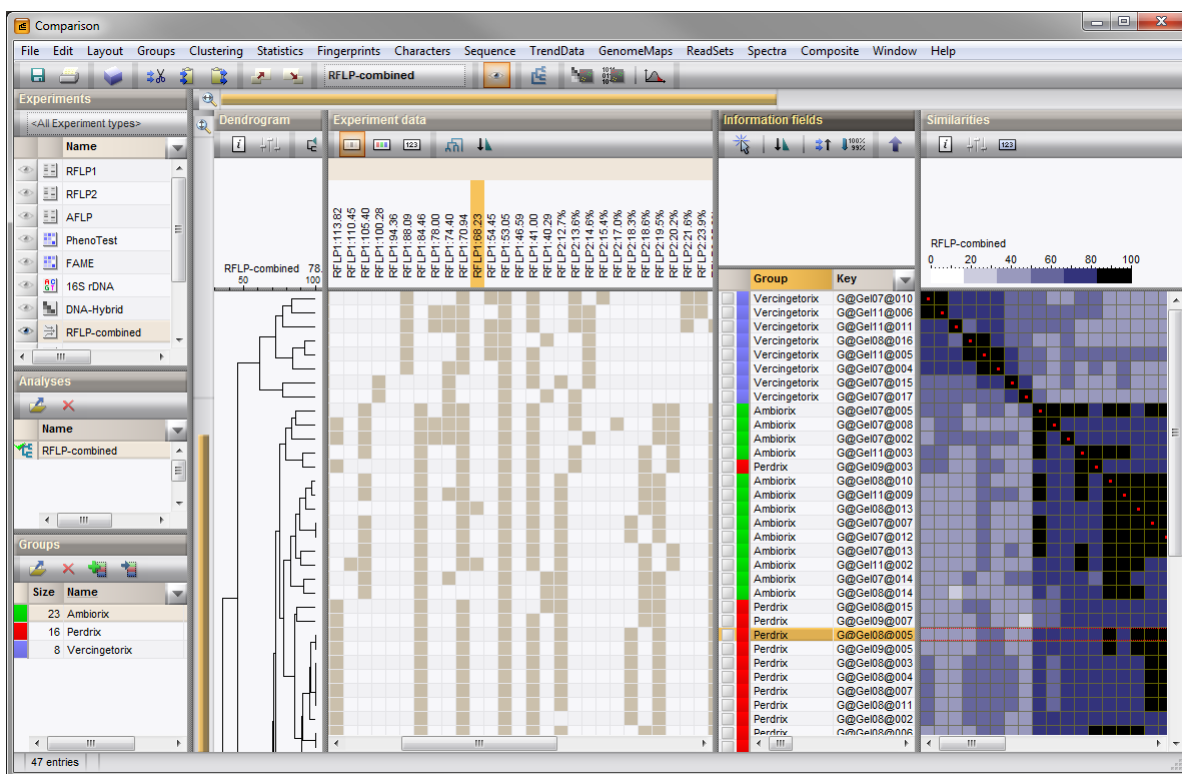 Comparison
File Edit Layout Groups Clustering Statistics Fingerprints Characters Sequence TrendData GenomeMaps ReadSets Spectra Composite Window Help
RFLP-combined
Experiments
<All Experiment types>
Name
RFLP1
RFLP2
AFLP
PhenoTest
FAME
16S rDNA
DNA-Hybrid
RFLP-combined
Analyses
Name
RFLP-combined
Groups
Size Name
23 Ambiorix
16 Perdrix
8 Vercingetorix
47 entries
Dendrogram
RFLP-combined 78.
50 100
Experiment data
RFLP1:113.82
RFLP1:110.45
RFLP1:105.40
RFLP1:100.28
RFLP1:94.36
RFLP1:88.09
RFLP1:84.46
RFLP1:78.00
RFLP1:74.40
RFLP1:70.94
RFLP1:68.23
RFLP1:54.45
RFLP1:53.05
RFLP1:46.59
RFLP1:41.00
RFLP1:40.29
RFLP2:12.7%
RFLP2:13.6%
RFLP2:14.6%
RFLP2:15.4%
RFLP2:17.0%
RFLP2:18.3%
RFLP2:18.6%
RFLP2:19.5%
RFLP2:20.2%
RFLP2:21.6%
RFLP2:23.9%
Information fields
Group Key
Vercingetorix G@Gel07@010
Vercingetorix G@Gel11@006
Vercingetorix G@Gel11@011
Vercingetorix G@Gel08@016
Vercingetorix G@Gel11@005
Vercingetorix G@Gel07@004
Vercingetorix G@Gel07@015
Vercingetorix G@Gel08@017
Ambiorix G@Gel07@005
Ambiorix G@Gel07@008
Ambiorix G@Gel07@002
Ambiorix G@Gel11@003
Perdrix G@Gel09@003
Ambiorix G@Gel08@010
Ambiorix G@Gel11@009
Ambiorix G@Gel08@013
Ambiorix G@Gel07@007
Ambiorix G@Gel07@012
Ambiorix G@Gel07@013
Ambiorix G@Gel11@002
Ambiorix G@Gel07@014
Ambiorix G@Gel08@014
Perdrix G@Gel08@015
Perdrix G@Gel09@007
Perdrix G@Gel08@005
Perdrix G@Gel09@005
Perdrix G@Gel08@003
Perdrix G@Gel08@004
Perdrix G@Gel08@007
Perdrix G@Gel08@011
Perdrix G@Gel08@002
Perdrix G@Gel08@006
Similarities
RFLP-combined
0 20 40 60 80 100